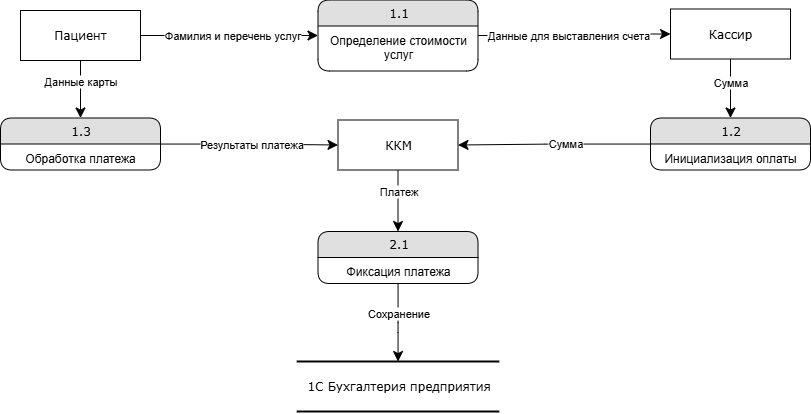 1.1
Пациент
Фамилия и перечень услуг
Определение стоимости
услуг
Данные для выставления счета
Кассир
Данные карты
Сумма
1.3
Обработка платежа
Результаты платежа
ККМ
Сумма
1.2
Инициализация оплаты
Платеж
2.1
Фиксация платежа
Сохранение
1С Бухгалтерия предприятия